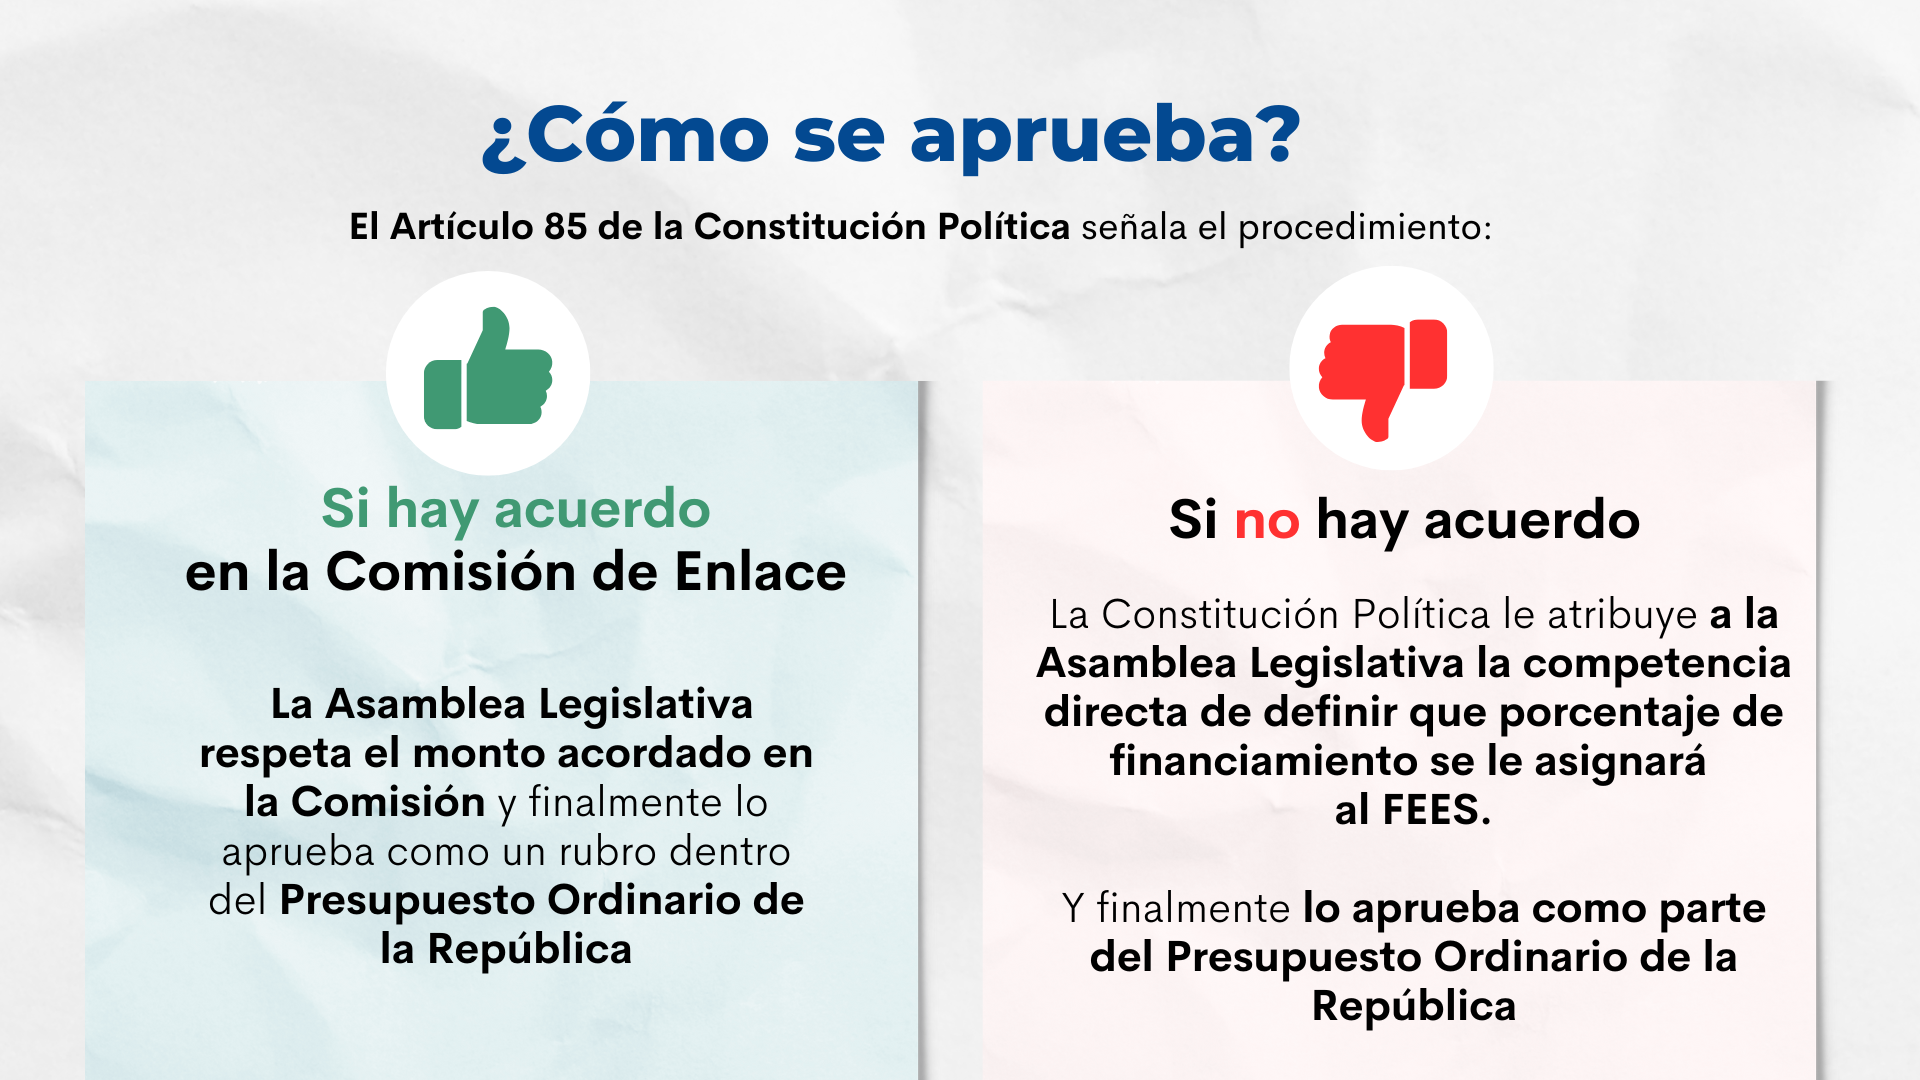 ¿Cómo se aprueba?
El Artículo 85 de la Constitución Política señala el procedimiento:
Si hay acuerdo
en la Comisión de Enlace
La Asamblea Legislativa
respeta el monto acordado en
la Comisión y finalmente lo
aprueba como un rubro dentro
del Presupuesto Ordinario de
la República
Si no hay acuerdo
La Constitución Política le atribuye a la
Asamblea Legislativa la competencia
directa de definir que porcentaje de
financiamiento se le asignará
al FEES.
Y finalmente lo aprueba como parte
del Presupuesto Ordinario de la
República